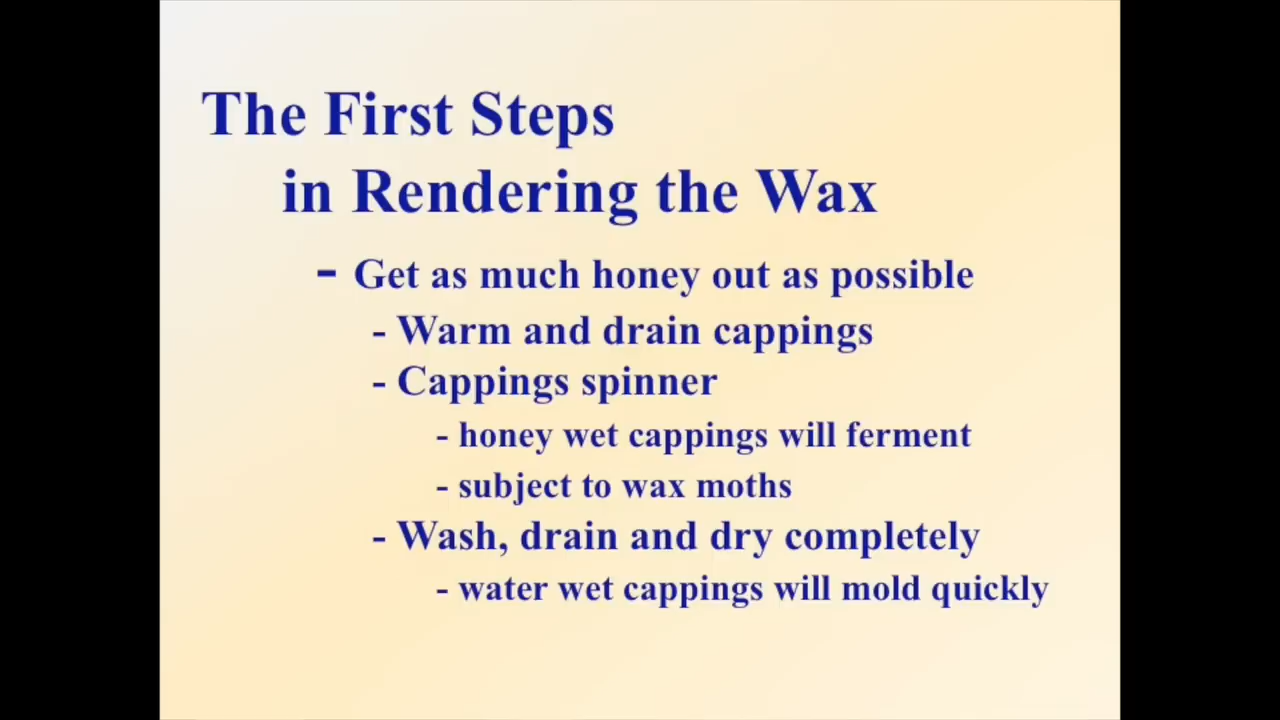 The First Steps
in Rendering the Wax
- Get as much honey out as possible
- Warm and drain cappings
- Cappings spinner
- honey wet cappings will ferment
- subject to wax moths
- Wash, drain and dry completely
- water wet cappings will mold quickly